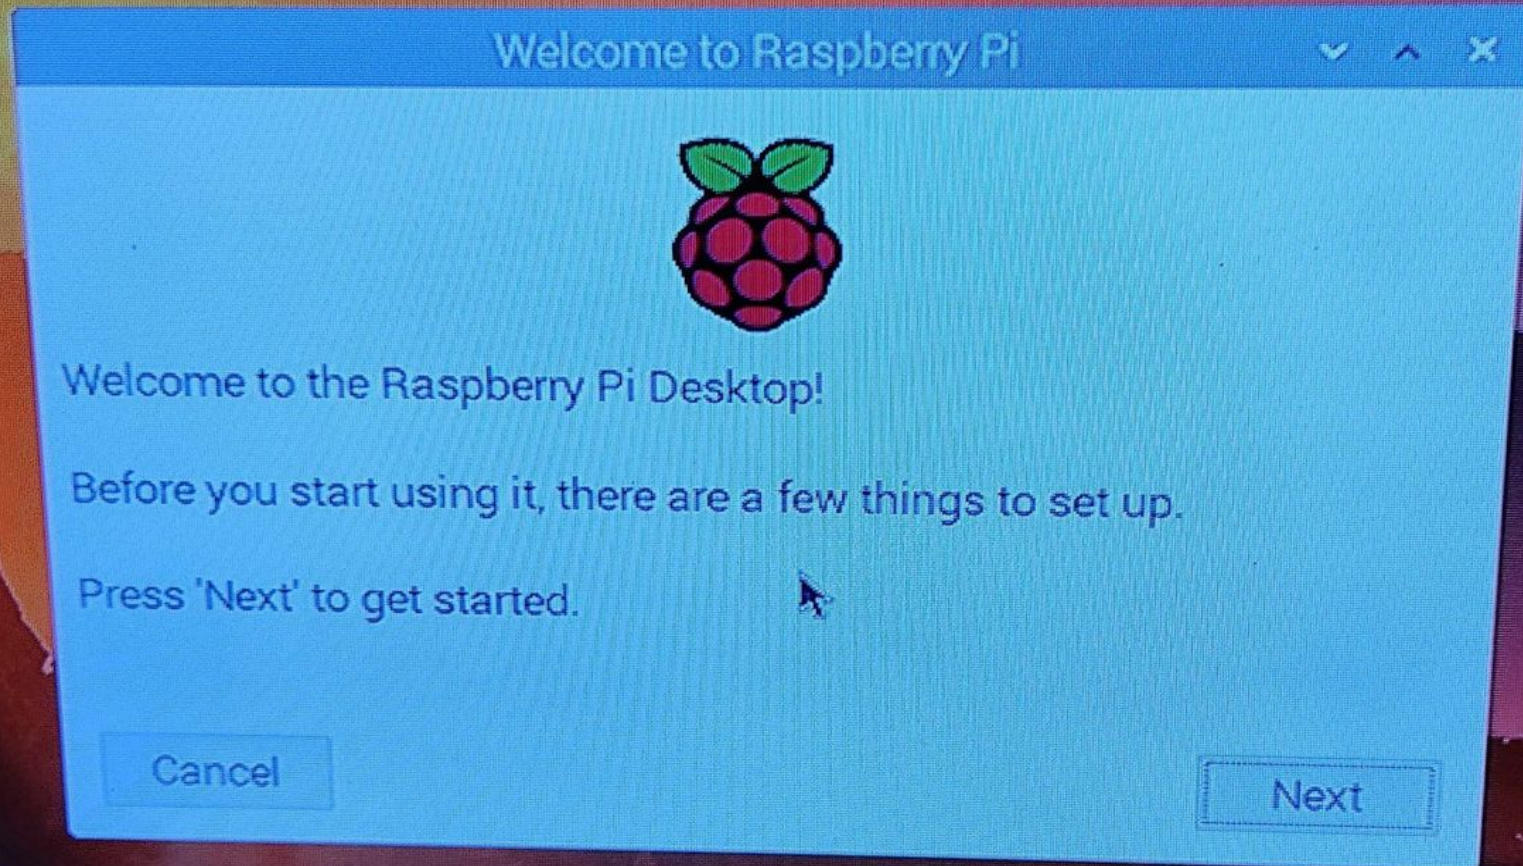 Welcome to Raspberry Pi
Welcome to the Raspberry Pi Desktop!
Before you start using it, there are a few things to set up.
Press 'Next' to get started.
Cancel
Next